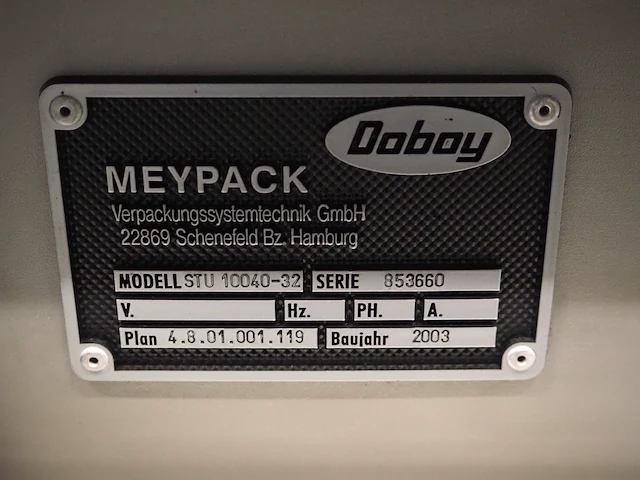 Doboy
MEYPACK
Verpackungssystemtechnik GmbH
22869 Schenefeld Bz. Hamburg
MODELL STU 10040-32 SERIE 853660
V. Hz. PH. A.
Plan 4.8.01.001.119 Baujahr 2003